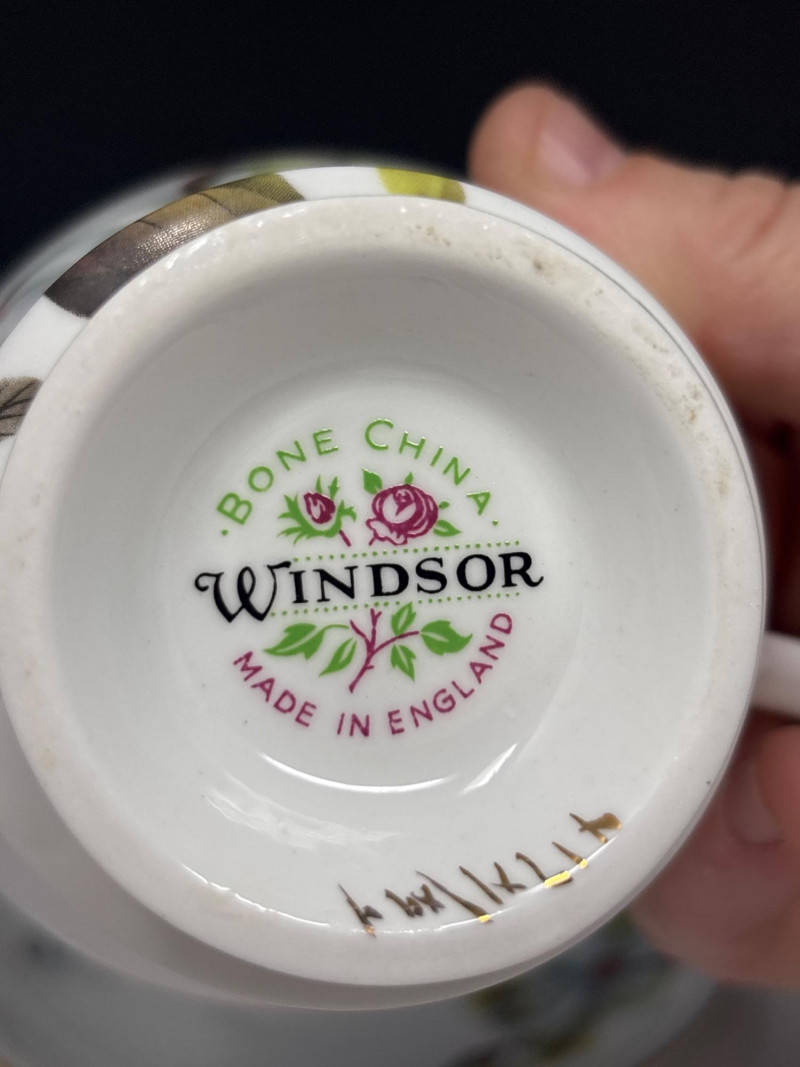 · BONE CHINA ·
WINDSOR
MADE IN ENGLAND